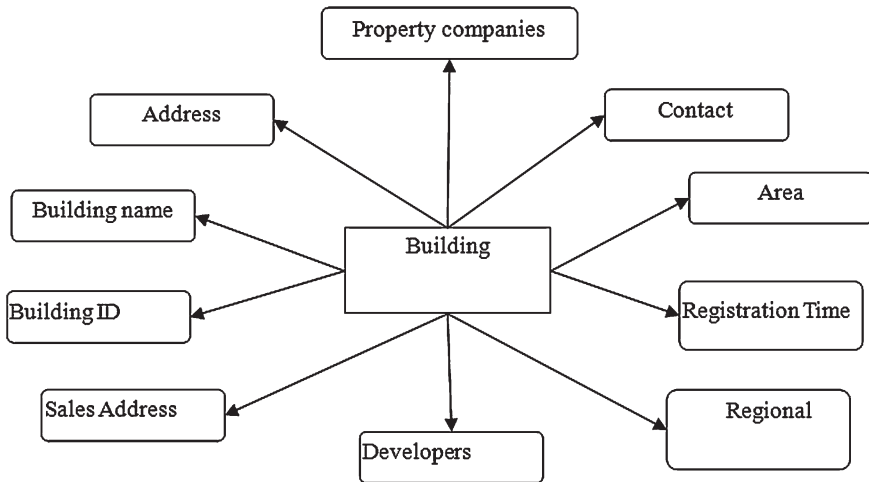 Property companies
Address
Contact
Building name
Area
Building
Building ID
Registration Time
Sales Address
Regional
Developers